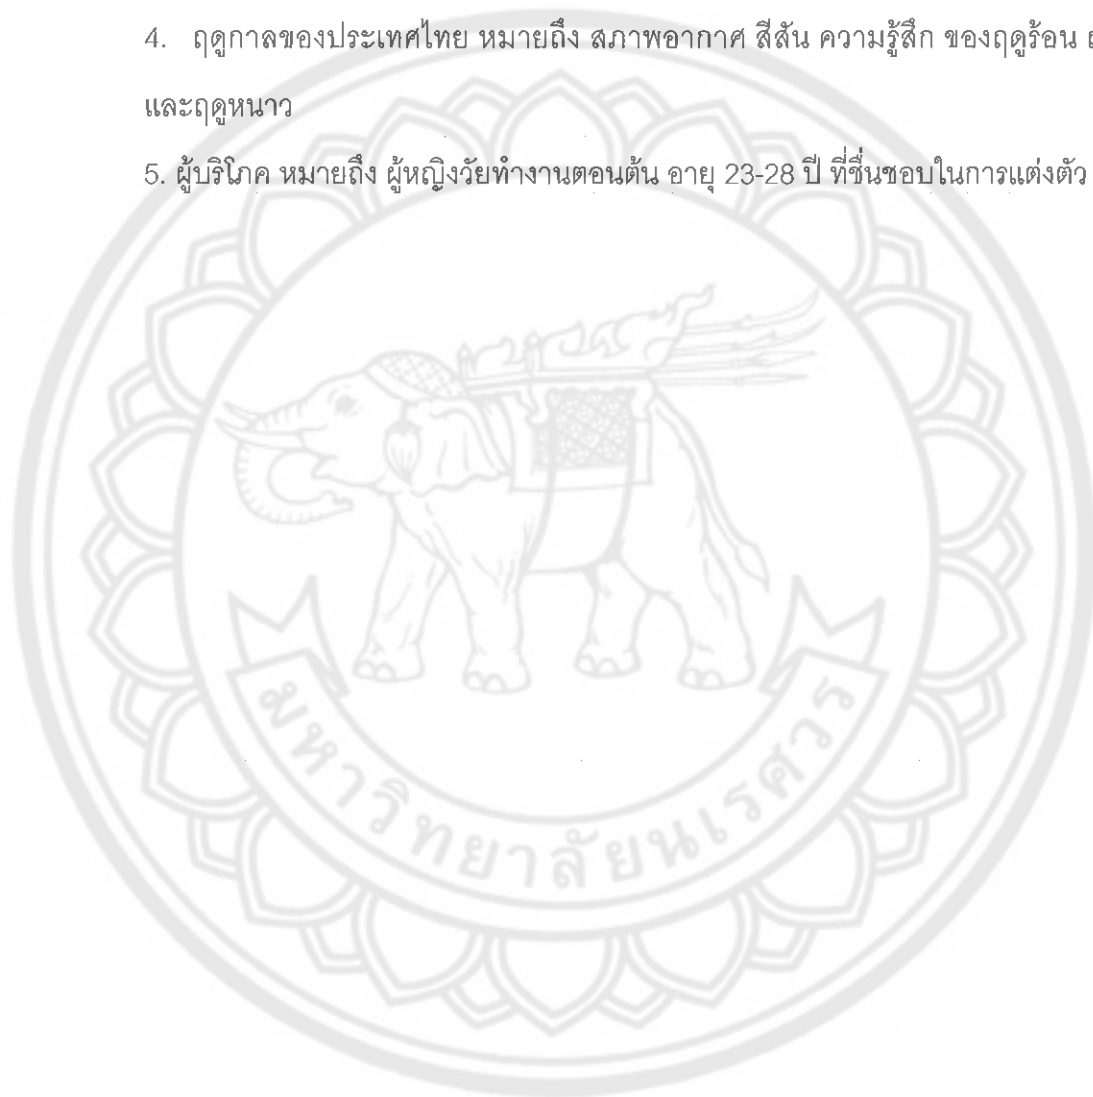 4. ฤดูกาลของประเทศไทย หมายถึง สภาพอากาศ สีสัน ความรู้สึก ของฤดูร้อน
และฤดูหนาว
5. ผู้บริโภค หมายถึง ผู้หญิงวัยทำงานตอนต้น อายุ 23-28 ปี ที่ชื่นชอบในการแต่งตัว
มหาวิทยาลัยนเรศวร